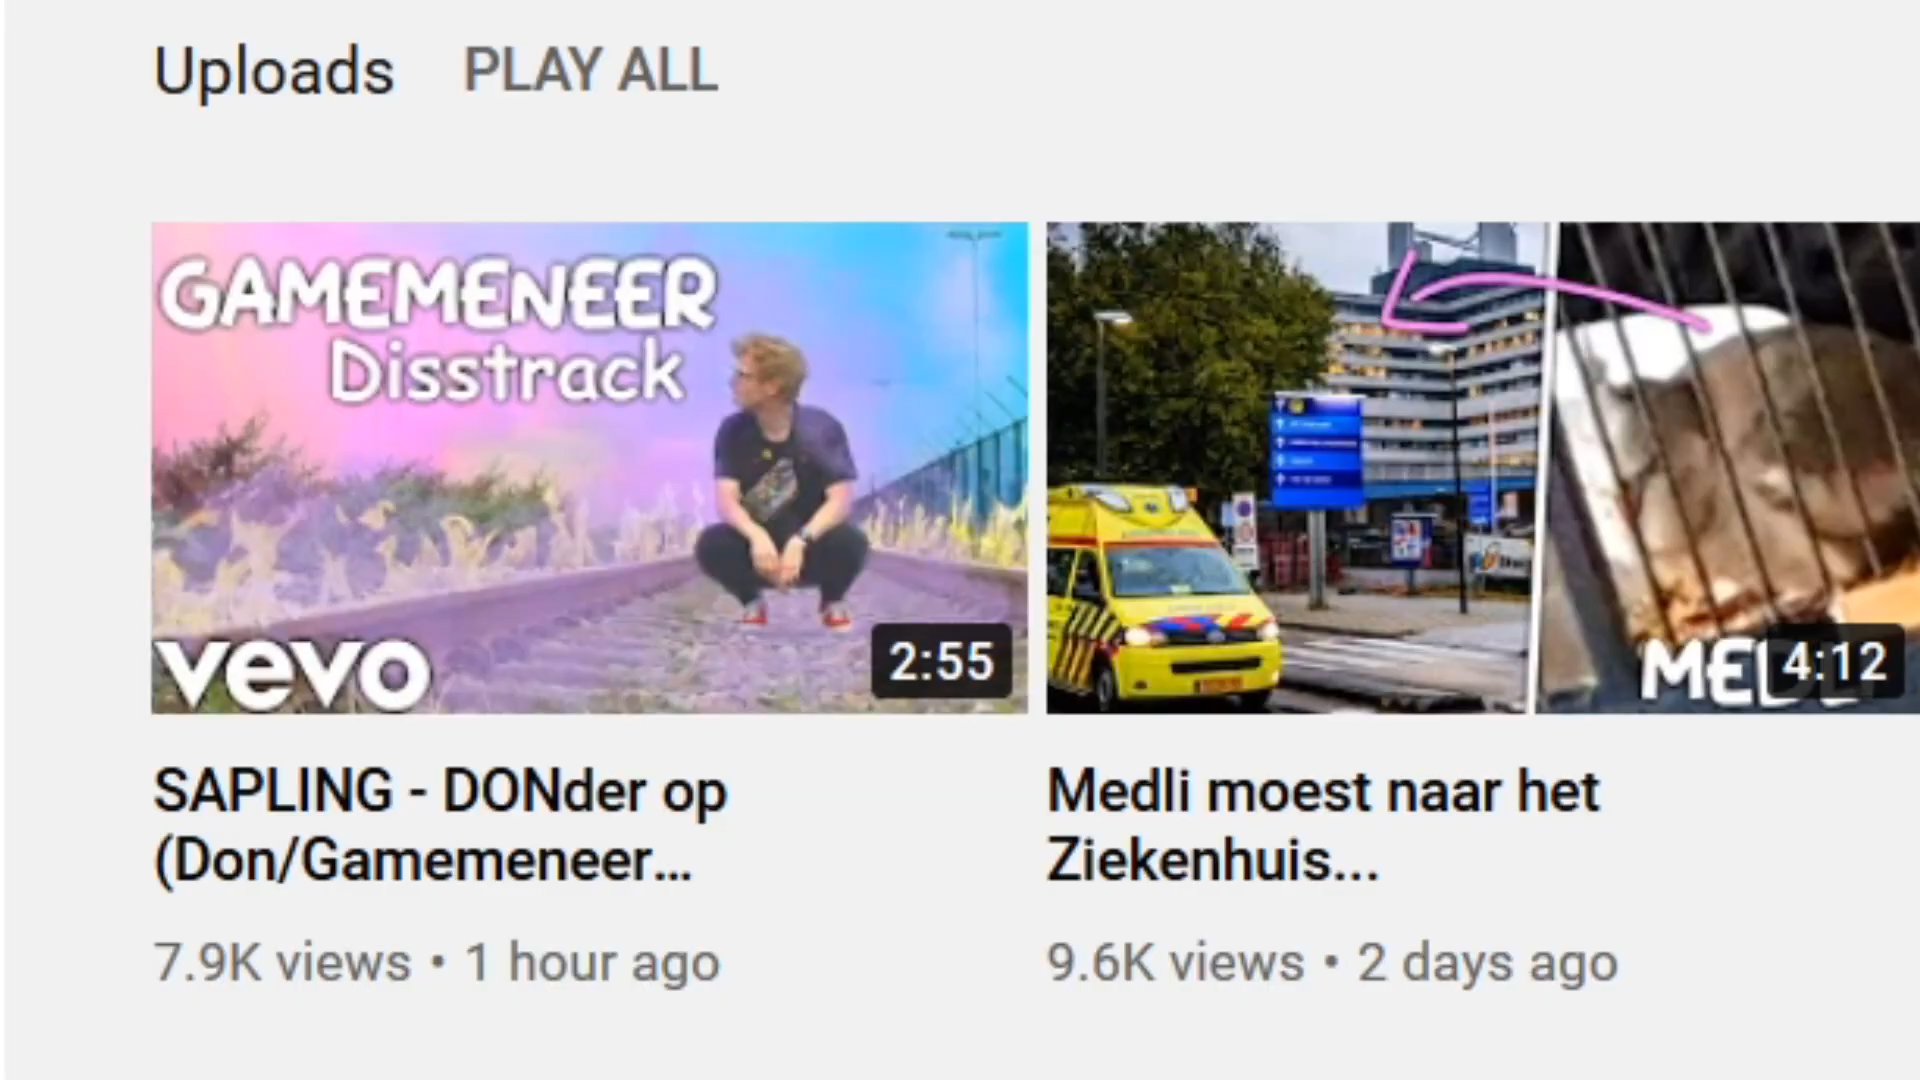 Uploads PLAY ALL
GAMEMENEER
Disstrack
vevo
2:55
4:12
SAPLING - DONder op
(Don/Gamemeneer...
7.9K views • 1 hour ago
Medli moest naar het
Ziekenhuis...
9.6K views • 2 days ago